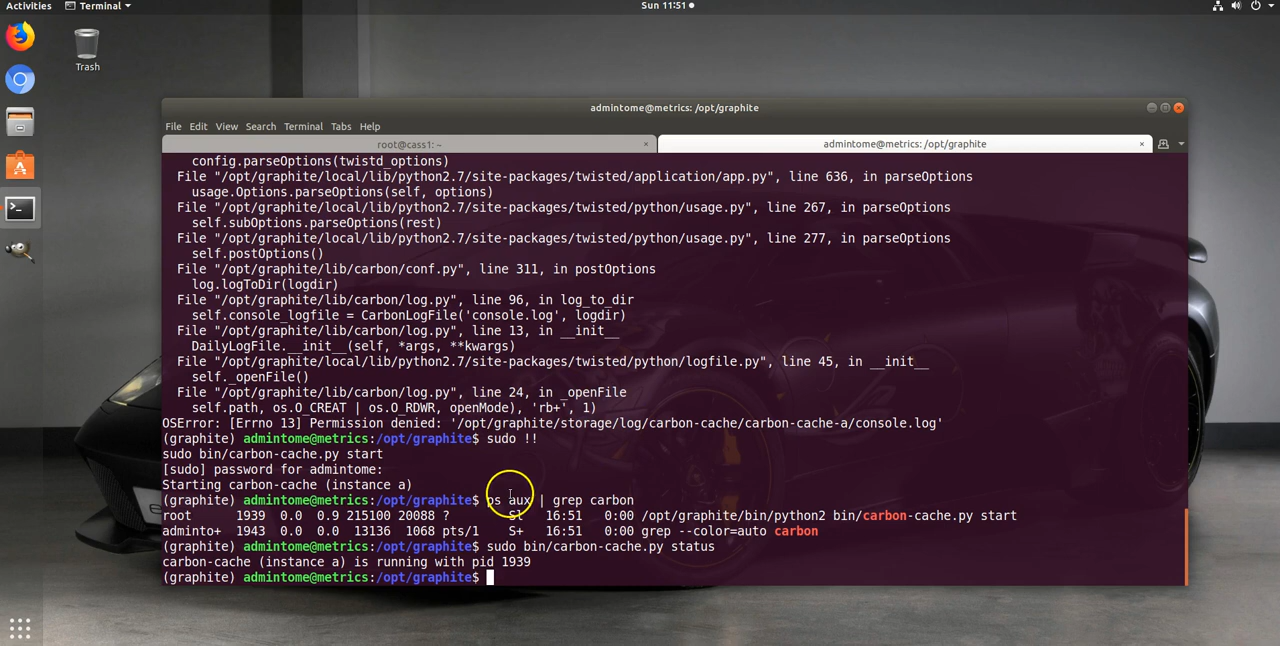 Activities Terminal Sun 11:51
Trash
admintome@metrics: /opt/graphite
File Edit View Search Terminal Tabs Help
root@cass1: ~ × admintome@metrics: /opt/graphite ×
config.parseOptions(twistd_options)
File "/opt/graphite/local/lib/python2.7/site-packages/twisted/application/app.py", line 636, in parseOptions
usage.Options.parseOptions(self, options)
File "/opt/graphite/local/lib/python2.7/site-packages/twisted/python/usage.py", line 267, in parseOptions
self.subOptions.parseOptions(rest)
File "/opt/graphite/local/lib/python2.7/site-packages/twisted/python/usage.py", line 277, in parseOptions
self.postOptions()
File "/opt/graphite/lib/carbon/conf.py", line 311, in postOptions
log.logToDir(logdir)
File "/opt/graphite/lib/carbon/log.py", line 96, in log_to_dir
self.console_logfile = CarbonLogFile('console.log', logdir)
File "/opt/graphite/lib/carbon/log.py", line 13, in __init__
DailyLogFile.__init__(self, *args, **kwargs)
File "/opt/graphite/local/lib/python2.7/site-packages/twisted/python/logfile.py", line 45, in __init__
self._openFile()
File "/opt/graphite/lib/carbon/log.py", line 24, in _openFile
self.path, os.O_CREAT | os.O_RDWR, openMode), 'rb+', 1)
OSError: [Errno 13] Permission denied: '/opt/graphite/storage/log/carbon-cache/carbon-cache-a/console.log'
(graphite) admintome@metrics:/opt/graphite$ sudo !!
sudo bin/carbon-cache.py start
[sudo] password for admintome:
Starting carbon-cache (instance a)
(graphite) admintome@metrics:/opt/graphite$ ps aux | grep carbon
root 1939 0.0 0.9 215100 20088 ? Sl 16:51 0:00 /opt/graphite/bin/python2 bin/carbon-cache.py start
adminto+ 1943 0.0 0.0 13136 1068 pts/1 S+ 16:51 0:00 grep --color=auto carbon
(graphite) admintome@metrics:/opt/graphite$ sudo bin/carbon-cache.py status
carbon-cache (instance a) is running with pid 1939
(graphite) admintome@metrics:/opt/graphite$